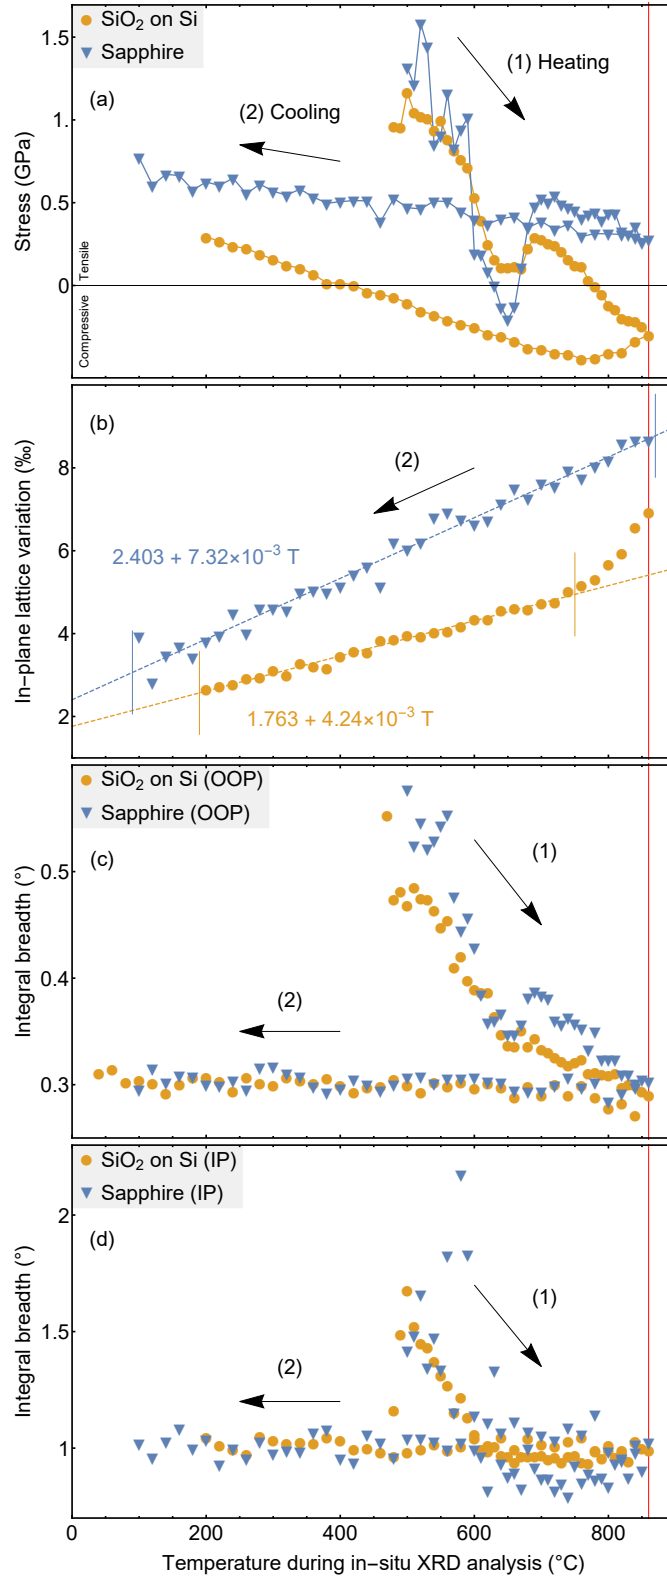 SiO₂ on Si
Sapphire
(a)
(1) Heating
(2) Cooling
1.5
1.
0.5
0
Stress (GPa)
Tensile
Compressive
(b)
(2)
2.403 + 7.32×10⁻³ T
1.763 + 4.24×10⁻³ T
8
6
4
2
In−plane lattice variation (‰)
SiO₂ on Si (OOP)
Sapphire (OOP)
(c)
(1)
(2)
0.5
0.4
0.3
Integral breadth (°)
SiO₂ on Si (IP)
Sapphire (IP)
(d)
(1)
(2)
2
1.5
1
Integral breadth (°)
0 200 400 600 800
Temperature during in−situ XRD analysis (°C)